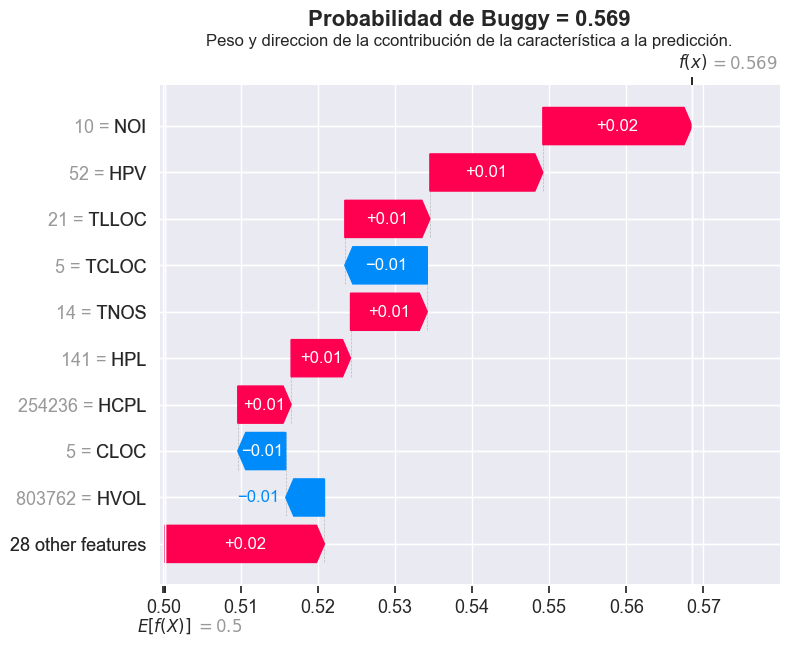 Probabilidad de Buggy = 0.569
Peso y direccion de la ccontribución de la característica a la predicción.
f(x) = 0.569
10 = NOI
+0.02
52 = HPV
+0.01
21 = TLLOC
+0.01
5 = TCLOC
−0.01
14 = TNOS
+0.01
141 = HPL
+0.01
254236 = HCPL
+0.01
5 = CLOC
−0.01
803762 = HVOL
−0.01
28 other features
+0.02
0.50 0.51 0.52 0.53 0.54 0.55 0.56 0.57
E[f(X)] = 0.5